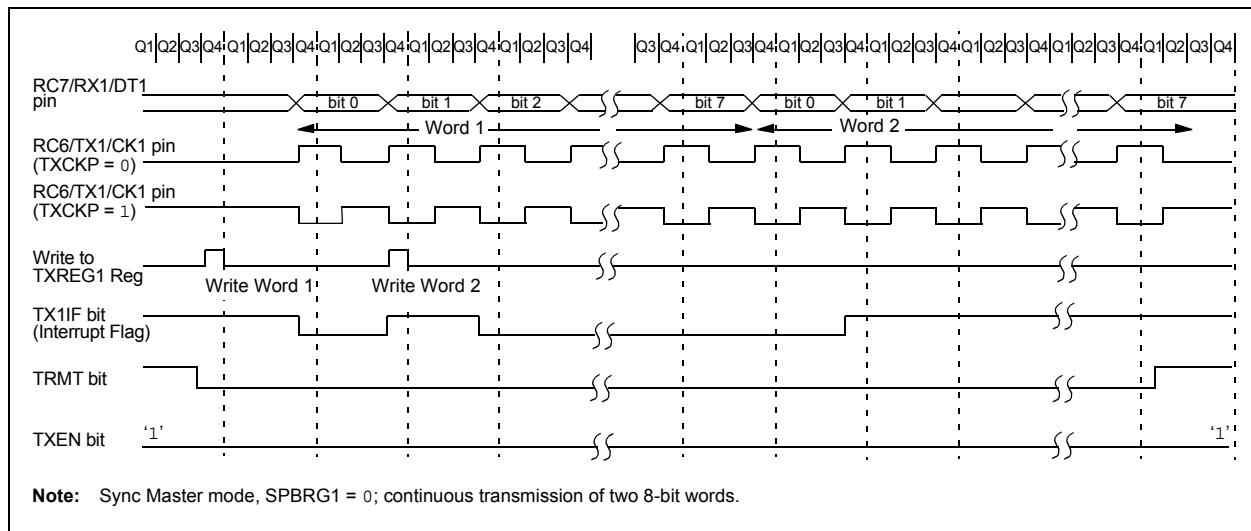 Q1 Q2 Q3 Q4 Q1 Q2 Q3 Q4 Q1 Q2 Q3 Q4 Q1 Q2 Q3 Q4 Q1 Q2 Q3 Q4 Q3 Q4 Q1 Q2 Q3 Q4 Q1 Q2 Q3 Q4 Q1 Q2 Q3 Q4 Q1 Q2 Q3 Q4 Q1 Q2 Q3 Q4 Q1 Q2 Q3 Q4
RC7/RX1/DT1
pin
bit 0 bit 1 bit 2 bit 7 bit 0 bit 1 bit 7
Word 1 Word 2
RC6/TX1/CK1 pin
(TXCKP = 0)
RC6/TX1/CK1 pin
(TXCKP = 1)
Write to
TXREG1 Reg
Write Word 1 Write Word 2
TX1IF bit
(Interrupt Flag)
TRMT bit
TXEN bit
‘1’ ‘1’
Note: Sync Master mode, SPBRG1 = 0; continuous transmission of two 8-bit words.